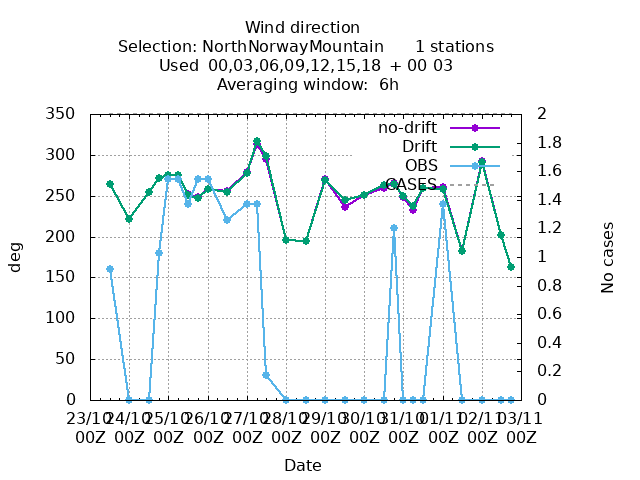 Wind direction
Selection: NorthNorwayMountain 1 stations
Used 00,03,06,09,12,15,18 + 00 03
Averaging window: 6h
350
300
250
200
150
100
50
0
deg
no-drift
Drift
OBS
CASES
2
1.8
1.6
1.4
1.2
1
0.8
0.6
0.4
0.2
0
No cases
23/10 24/10 25/10 26/10 27/10 28/10 29/10 30/10 31/10 01/11 02/11 03/11
00Z 00Z 00Z 00Z 00Z 00Z 00Z 00Z 00Z 00Z 00Z 00Z
Date